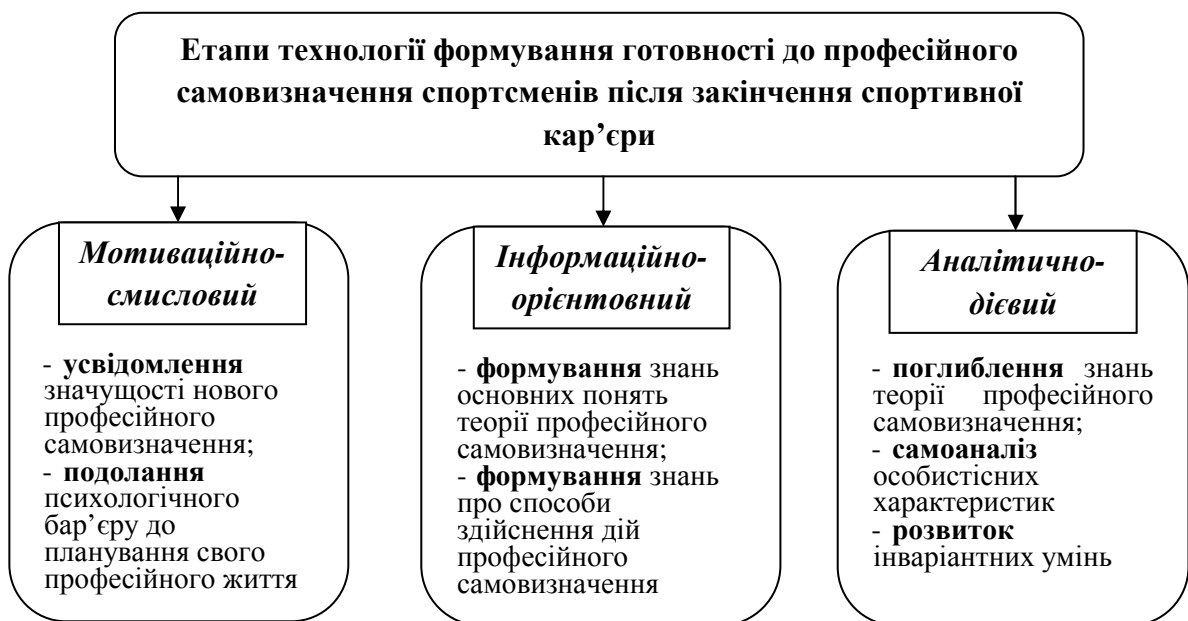 Етапи технології формування готовності до професійного
самовизначення спортсменів після закінчення спортивної
кар’єри
Мотиваційно-
смисловий
- усвідомлення
значущості нового
професійного
самовизначення;
- подолання
психологічного
бар’єру до
планування свого
професійного життя
Інформаційно-
орієнтовний
- формування знань
основних понять
теорії професійного
самовизначення;
- формування знань
про способи
здійснення дій
професійного
самовизначення
Аналітично-
дієвий
- поглиблення знань
теорії професійного
самовизначення;
- самоаналіз
особистісних
характеристик
- розвиток
інваріантних умінь